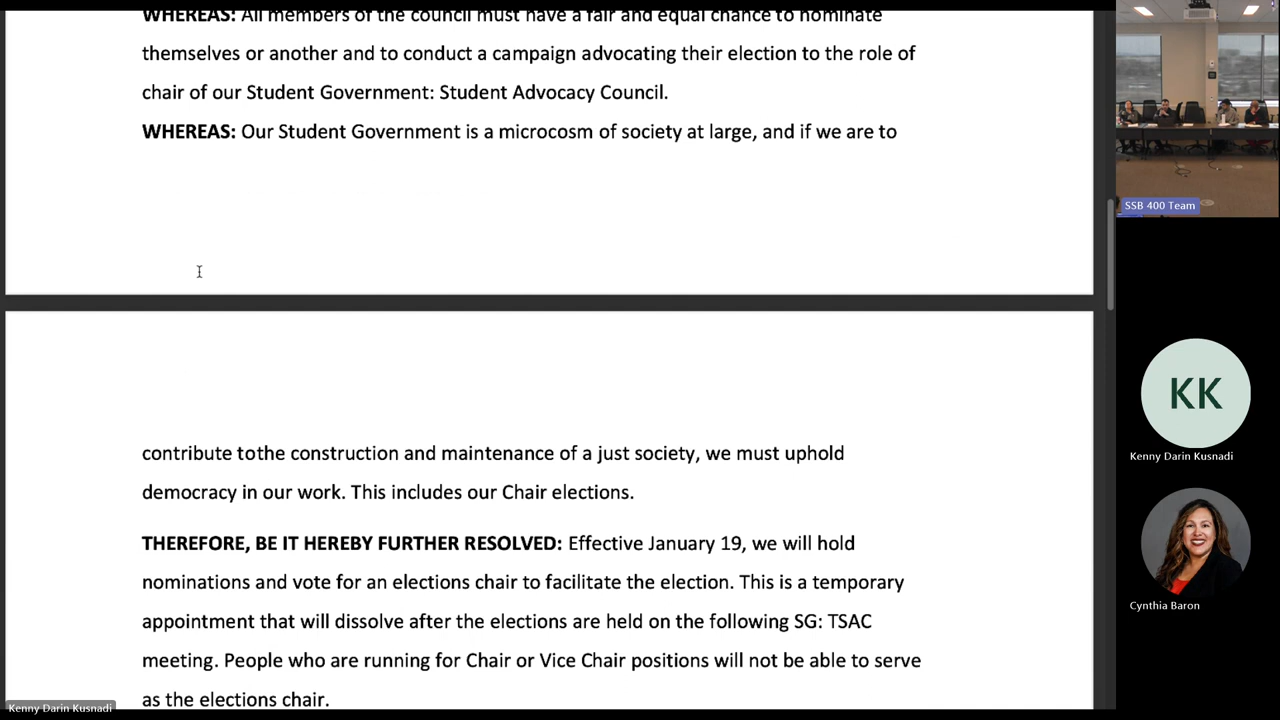 WHEREAS: All members of the council must have a fair and equal chance to nominate
themselves or another and to conduct a campaign advocating their election to the role of
chair of our Student Government: Student Advocacy Council.
WHEREAS: Our Student Government is a microcosm of society at large, and if we are to
contribute tothe construction and maintenance of a just society, we must uphold
democracy in our work. This includes our Chair elections.
THEREFORE, BE IT HEREBY FURTHER RESOLVED: Effective January 19, we will hold
nominations and vote for an elections chair to facilitate the election. This is a temporary
appointment that will dissolve after the elections are held on the following SG: TSAC
meeting. People who are running for Chair or Vice Chair positions will not be able to serve
as the elections chair.
Kenny Darin Kusnadi
SSB 400 Team
KK
Kenny Darin Kusnadi
Cynthia Baron